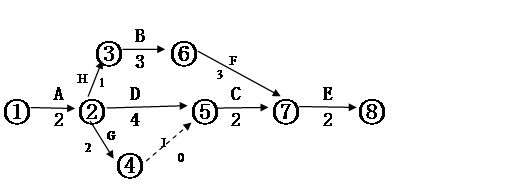 B
③ ⑥
3
F
3
H
1
A D C E
① ② ⑤ ⑦ ⑧
2 4 2 2
G
2
I
0
④